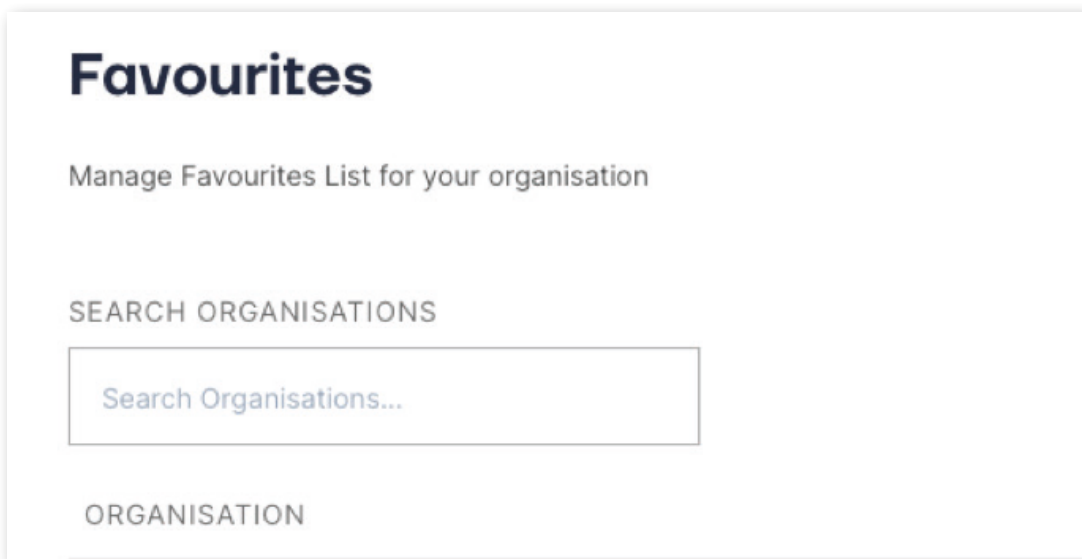 Favourites
Manage Favourites List for your organisation
SEARCH ORGANISATIONS
Search Organisations...
ORGANISATION